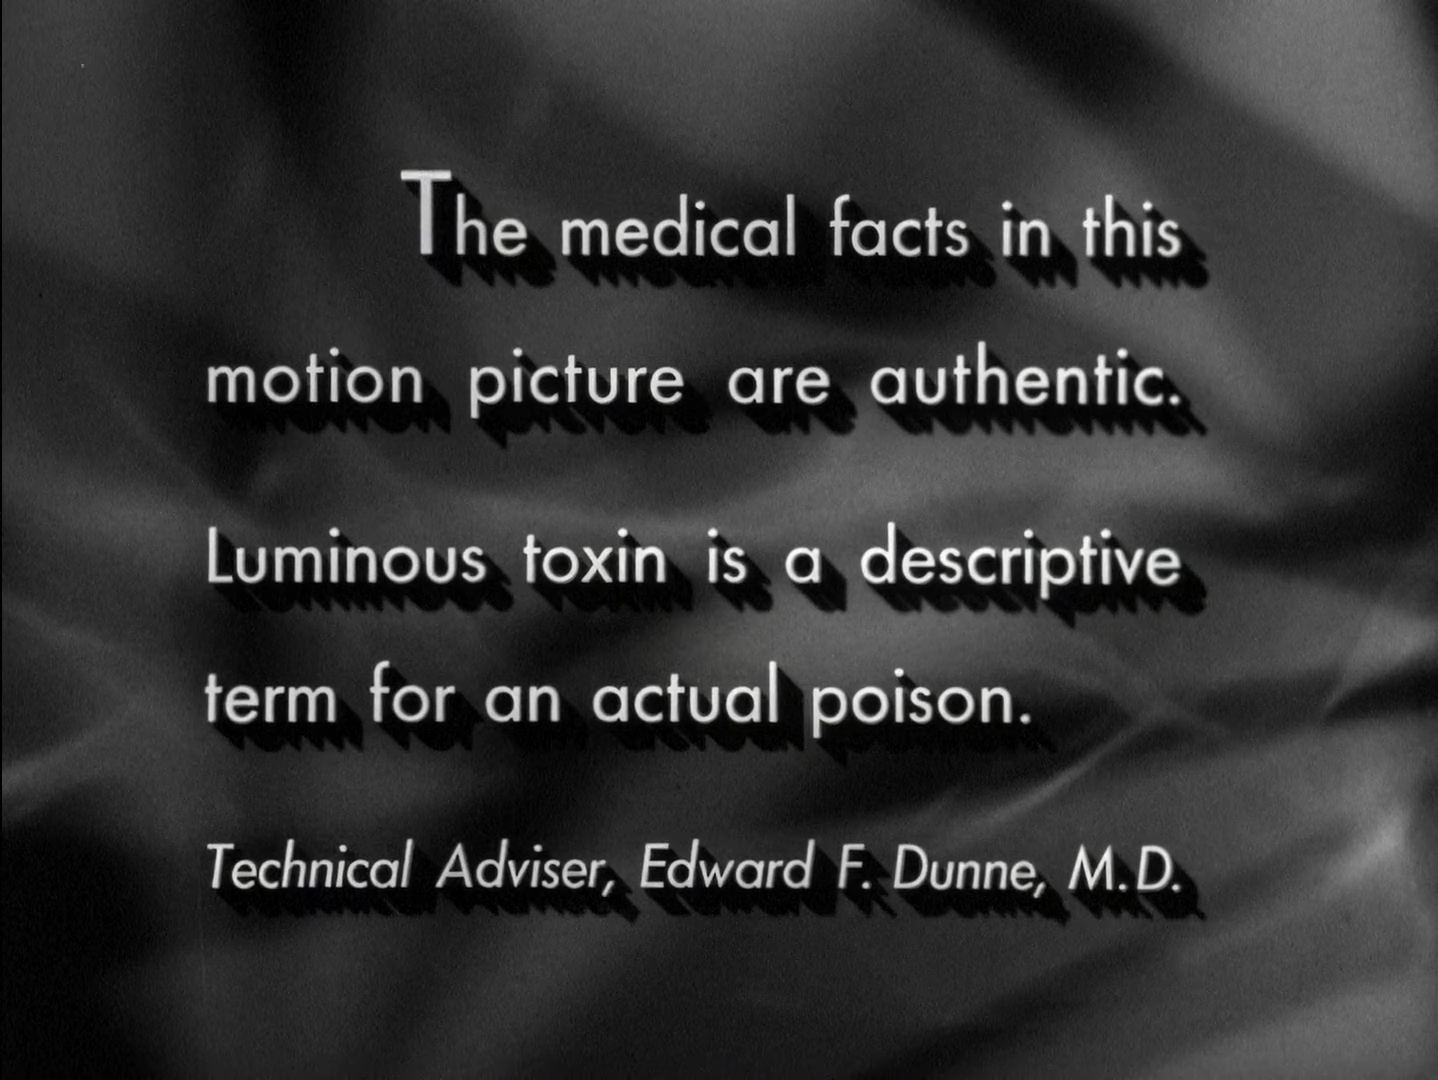 The medical facts in this
motion picture are authentic.
Luminous toxin is a descriptive
term for an actual poison.
Technical Adviser, Edward F. Dunne, M.D.